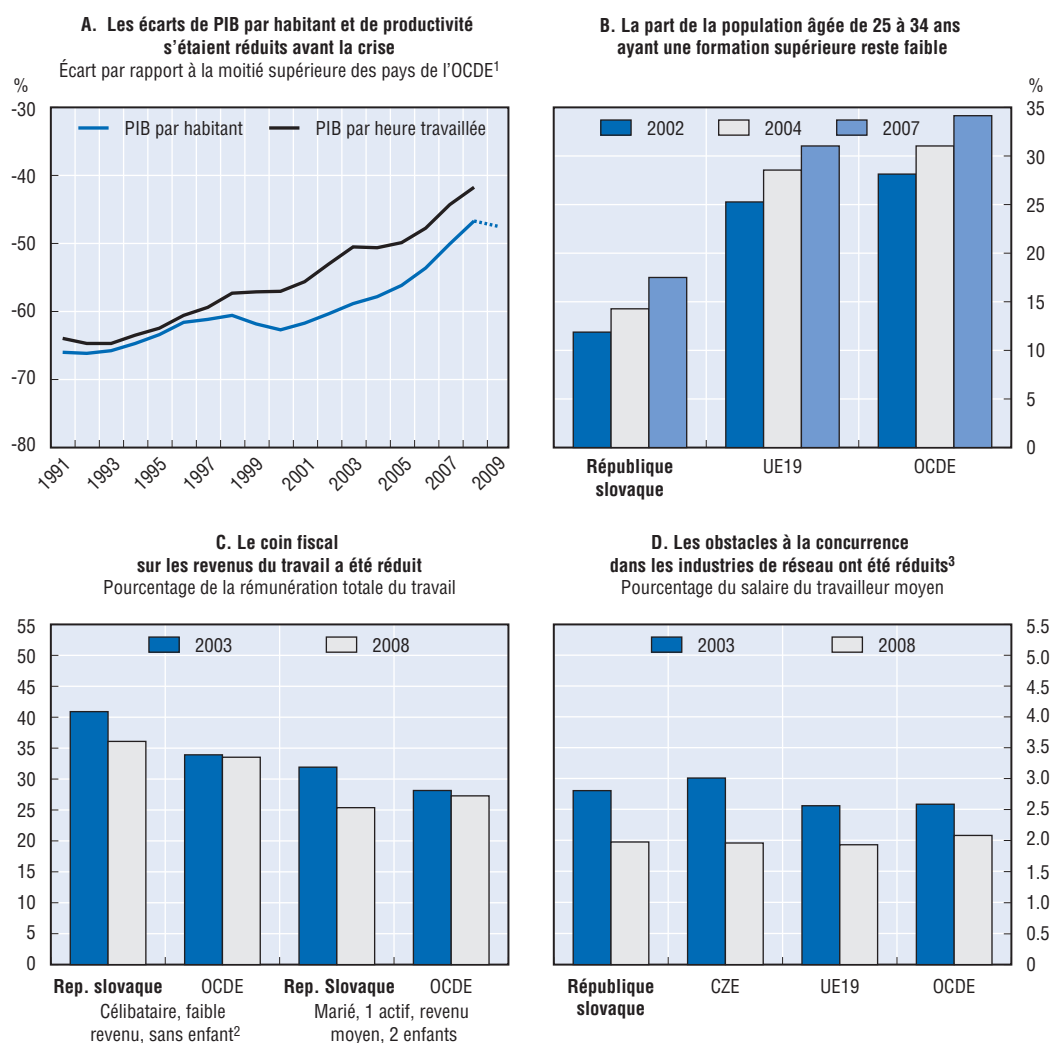 A. Les écarts de PIB par habitant et de productivité
s'étaient réduits avant la crise
Écart par rapport à la moitié supérieure des pays de l'OCDE1
%
-30
-40
-50
-60
-70
-80
PIB par habitant
PIB par heure travaillée
1991
1993
1995
1997
1999
2001
2003
2005
2007
2009
B. La part de la population âgée de 25 à 34 ans
ayant une formation supérieure reste faible
%
35
30
25
20
15
10
5
0
2002
2004
2007
République
slovaque
UE19
OCDE
C. Le coin fiscal
sur les revenus du travail a été réduit
Pourcentage de la rémunération totale du travail
55
50
45
40
35
30
25
20
15
10
5
0
2003
2008
Rep. slovaque
OCDE
Rep. Slovaque
OCDE
Célibataire, faible
revenu, sans enfant2
Marié, 1 actif, revenu
moyen, 2 enfants
D. Les obstacles à la concurrence
dans les industries de réseau ont été réduits3
Pourcentage du salaire du travailleur moyen
5.5
5.0
4.5
4.0
3.5
3.0
2.5
2.0
1.5
1.0
0.5
0
2003
2008
République
slovaque
CZE
UE19
OCDE